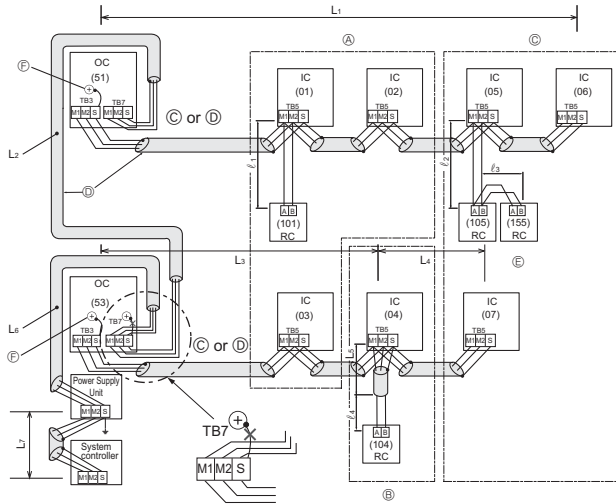 L1
Ⓐ
Ⓒ
Ⓕ
OC
(51)
TB3 TB7
M1 M2 S M1 M2 S
IC
(01)
TB5
M1 M2 S
IC
(02)
TB5
M1 M2 S
IC
(05)
TB5
M1 M2 S
IC
(06)
TB5
M1 M2 S
Ⓒ or Ⓓ
L2
Ⓓ
ℓ1
ℓ2
ℓ3
A B
(101)
RC
A B
(105)
RC
A B
(155)
RC
Ⓔ
L3
L4
OC
(53)
TB3
TB7
M1 M2 S M1 M2 S
L6
Ⓕ
Ⓒ or Ⓓ
IC
(03)
TB5
M1 M2 S
IC
(04)
TB5
M1 M2 S
IC
(07)
TB5
M1 M2 S
L5
ℓ4
A B
(104)
RC
Ⓑ
Power Supply
Unit
M1 M2 S
L7
System
controller
M1 M2 S
TB7
M1 M2 S